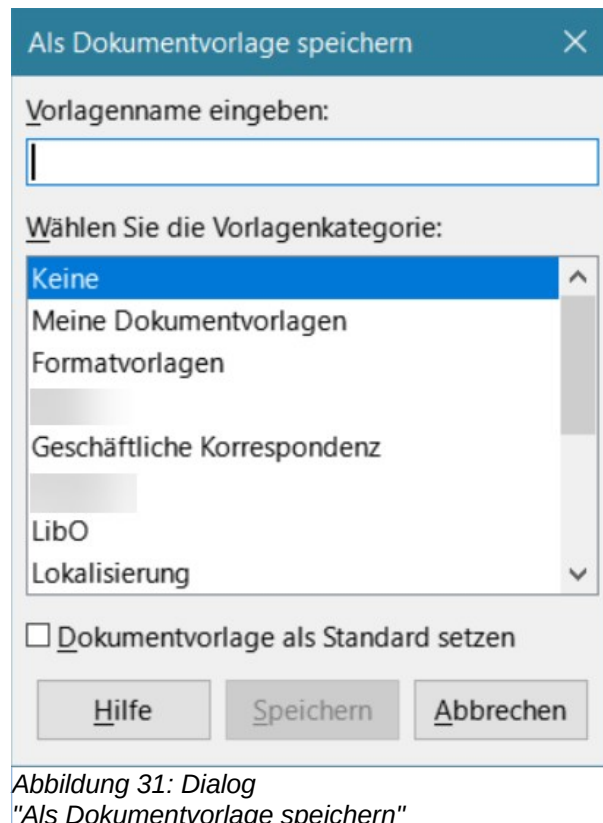 Als Dokumentvorlage speichern
Vorlagenname eingeben:
Wählen Sie die Vorlagenkategorie:
Keine
Meine Dokumentvorlagen
Formatvorlagen
Geschäftliche Korrespondenz
LibO
Lokalisierung
Dokumentvorlage als Standard setzen
Hilfe Speichern Abbrechen
Abbildung 31: Dialog
"Als Dokumentvorlage speichern"